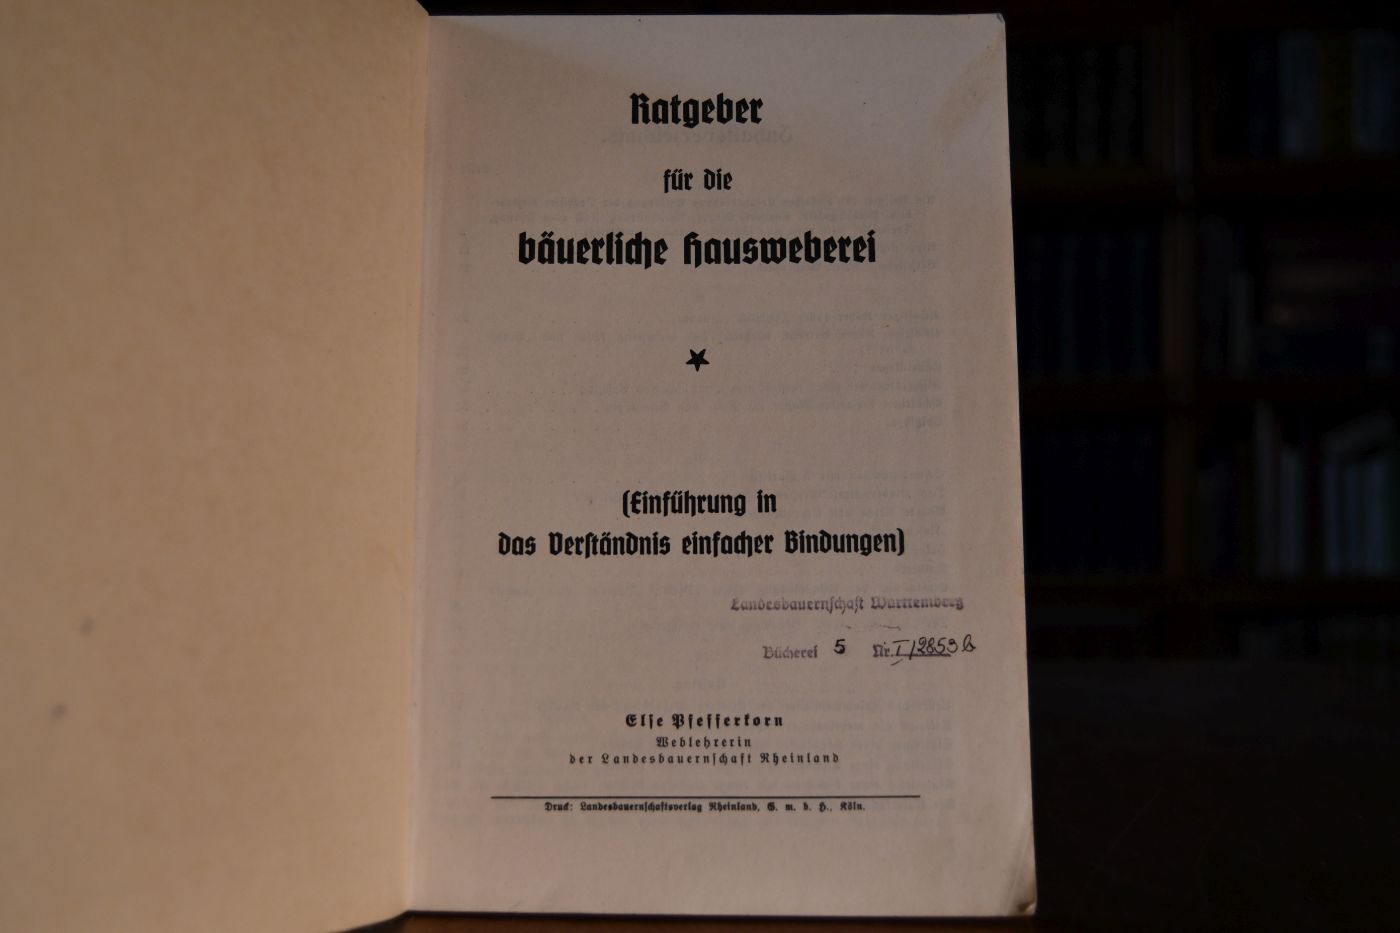 Ratgeber
für die
bäuerliche Hausweberei
(Einführung in
das Verständnis einfacher Bindungen)
Landesbauernschaft Württemberg
Bücherei 5 Nr. I/2853 b
Else Pfefferkorn
Weblehrerin
der Landesbauernschaft Rheinland
Druck: Landesbauernschaftsverlag Rheinland, G. m. b. H., Köln.